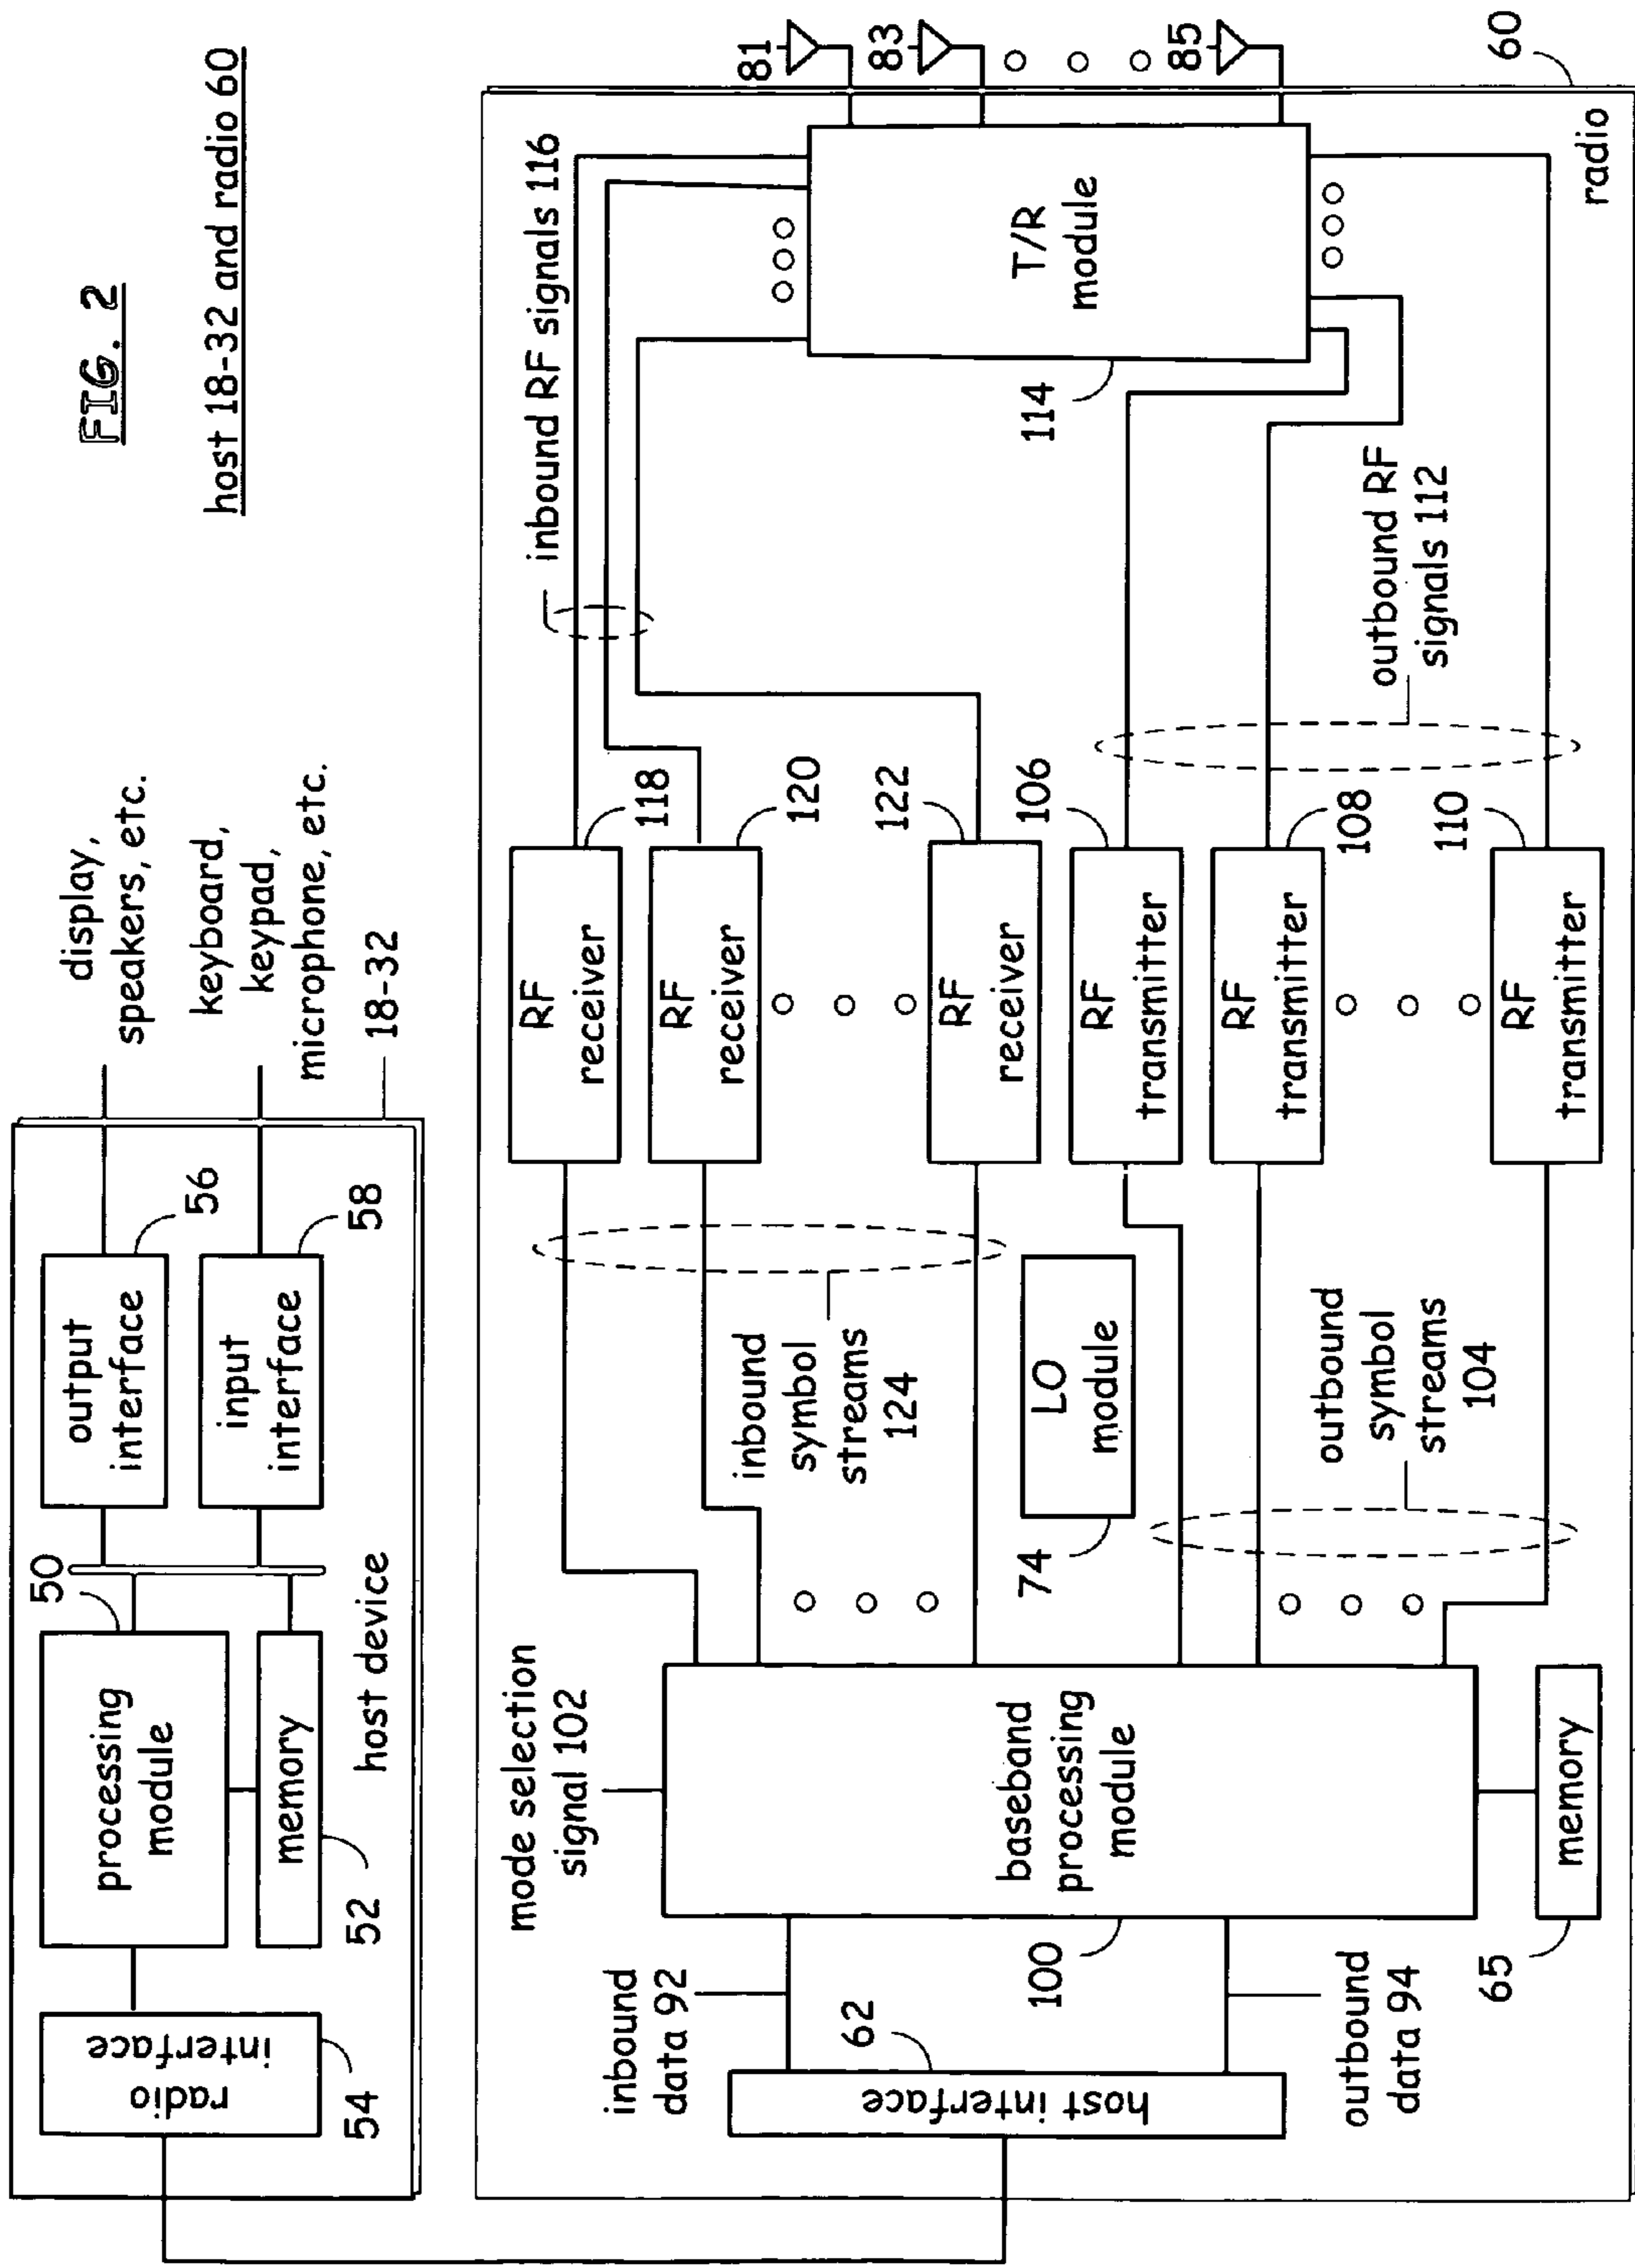 FIG. 2
host 18-32 and radio 60
display,
speakers, etc.
keyboard,
keypad,
microphone, etc.
18-32
radio
interface
54
processing
module
50
memory
52
host device
output
interface
56
input
interface
58
mode selection
signal 102
inbound
data 92
62
host interface
100
outbound
data 94
baseband
processing
module
65
memory
inbound
symbol
streams
124
LO
module
74
outbound
symbol
streams
104
RF
receiver
118
RF
receiver
120
RF
receiver
122
RF
transmitter
106
RF
transmitter
108
RF
transmitter
110
inbound RF signals 116
outbound RF
signals 112
T/R
module
114
81
83
85
60
radio